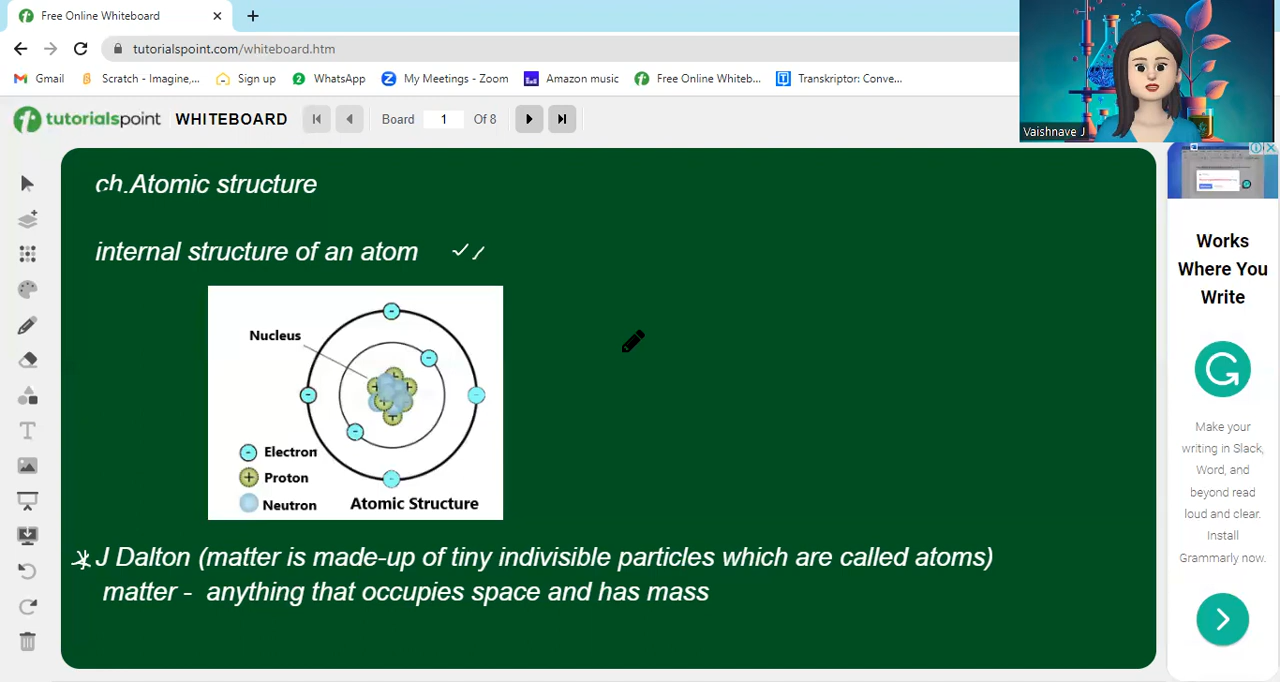 Free Online Whiteboard
tutorialspoint.com/whiteboard.htm
Gmail
Scratch - Imagine,...
Sign up
WhatsApp
My Meetings - Zoom
Amazon music
Free Online Whiteb...
Transkriptor: Conve...
Vaishnave J
tutorialspoint WHITEBOARD
Board 1 Of 8
ch.Atomic structure
internal structure of an atom
Nucleus
Electron
Proton
Neutron
Atomic Structure
J Dalton (matter is made-up of tiny indivisible particles which are called atoms)
matter - anything that occupies space and has mass
Works
Where You
Write
Make your
writing in Slack,
Word, and
beyond read
loud and clear.
Install
Grammarly now.